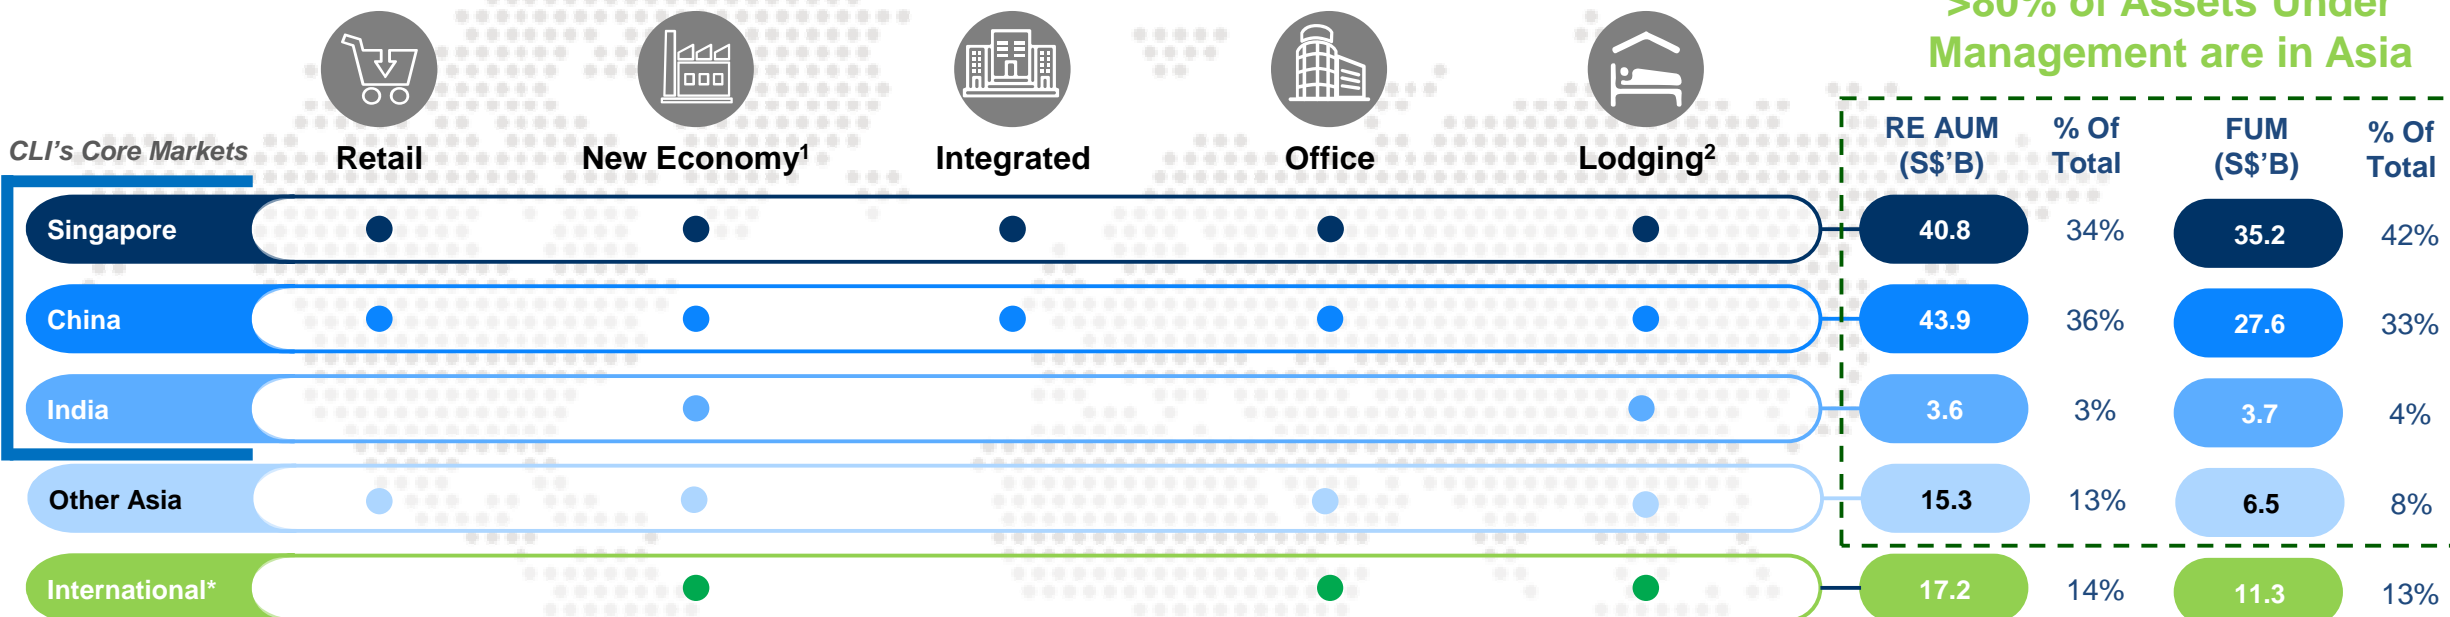 >80% of Assets Under
Management are in Asia
CLI's Core Markets
Retail
New Economy1
Integrated
Office
Lodging2
RE AUM
(S$'B)
% Of
Total
FUM
(S$'B)
% Of
Total
Singapore
40.8
34%
35.2
42%
China
43.9
36%
27.6
33%
India
3.6
3%
3.7
4%
Other Asia
15.3
13%
6.5
8%
International*
17.2
14%
11.3
13%